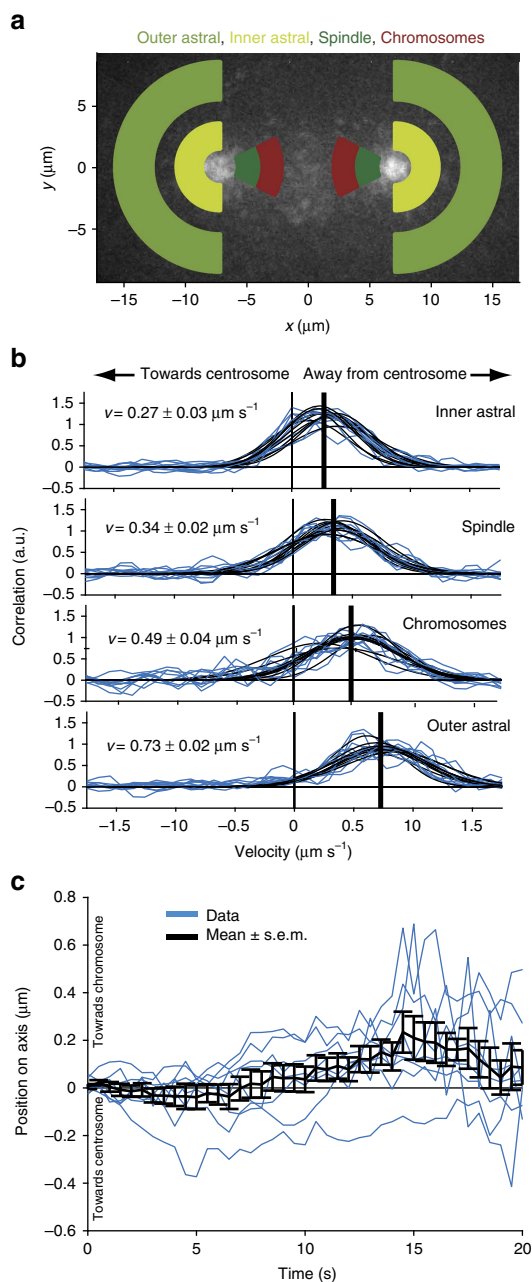 a
Outer astral, Inner astral, Spindle, Chromosomes
y (μm)
5
0
−5
−15 −10 −5 0 5 10 15
x (μm)
b
Towards centrosome Away from centrosome
Correlation (a.u.)
1.5
1
0.5
0
−0.5
v = 0.27 ± 0.03 μm s−1
Inner astral
1.5
1
0.5
0
−0.5
v = 0.34 ± 0.02 μm s−1
Spindle
1.5
1
0.5
0
−0.5
v = 0.49 ± 0.04 μm s−1
Chromosomes
1.5
1
0.5
0
−0.5
v = 0.73 ± 0.02 μm s−1
Outer astral
−1.5 −10 −0.5 0 0.5 10 1.5
Velocity (μm s−1)
c
Position on axis (μm)
0.8
0.6
0.4
0.2
0
−0.2
−0.4
−0.6
Towrads chromosome
Towards centrosome
Data
Mean ± s.e.m.
0 5 10 15 20
Time (s)